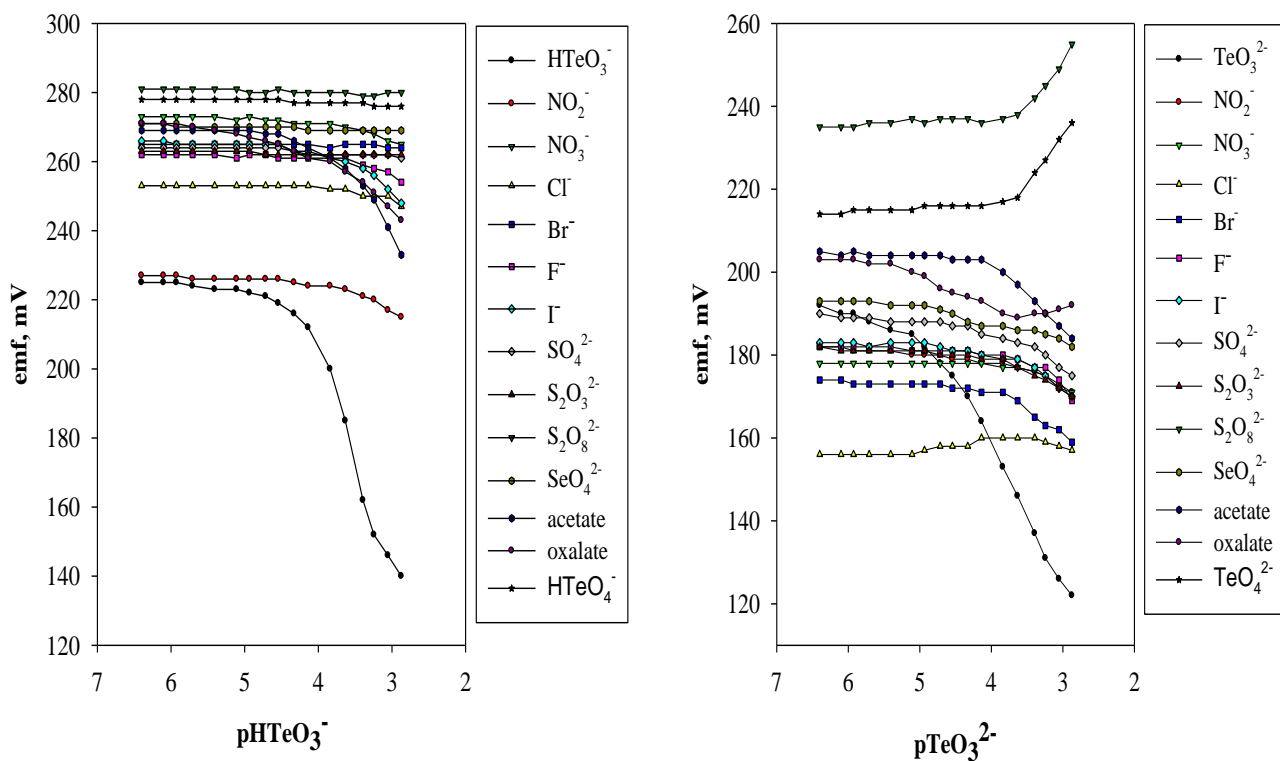 300
280
260
240
220
200
180
160
140
120
emf, mV
7 6 5 4 3 2
pHTeO₃⁻
HTeO₃⁻
NO₂⁻
NO₃⁻
Cl⁻
Br⁻
F⁻
I⁻
SO₄²⁻
S₂O₃²⁻
S₂O₈²⁻
SeO₄²⁻
acetate
oxalate
HTeO₄⁻
260
240
220
200
180
160
140
120
emf, mV
7 6 5 4 3 2
pTeO₃²⁻
TeO₃²⁻
NO₂⁻
NO₃⁻
Cl⁻
Br⁻
F⁻
I⁻
SO₄²⁻
S₂O₃²⁻
S₂O₈²⁻
SeO₄²⁻
acetate
oxalate
TeO₄²⁻